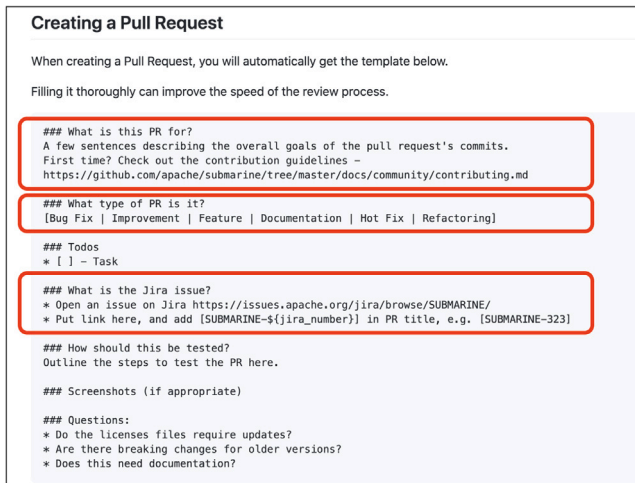 Creating a Pull Request
When creating a Pull Request, you will automatically get the template below.
Filling it thoroughly can improve the speed of the review process.
### What is this PR for?
A few sentences describing the overall goals of the pull request's commits.
First time? Check out the contribution guidelines –
https://github.com/apache/submarine/tree/master/docs/community/contributing.md
### What type of PR is it?
[Bug Fix | Improvement | Feature | Documentation | Hot Fix | Refactoring]
### Todos
* [ ] – Task
### What is the Jira issue?
* Open an issue on Jira https://issues.apache.org/jira/browse/SUBMARINE/
* Put link here, and add [SUBMARINE-${jira_number}] in PR title, e.g. [SUBMARINE-323]
### How should this be tested?
Outline the steps to test the PR here.
### Screenshots (if appropriate)
### Questions:
* Do the licenses files require updates?
* Are there breaking changes for older versions?
* Does this need documentation?